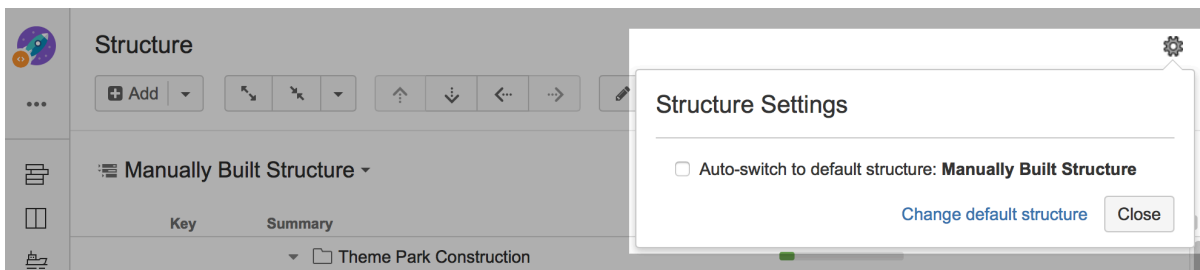 Structure
Add
Structure Settings
Manually Built Structure
Auto-switch to default structure: Manually Built Structure
Change default structure Close
Key Summary
Theme Park Construction